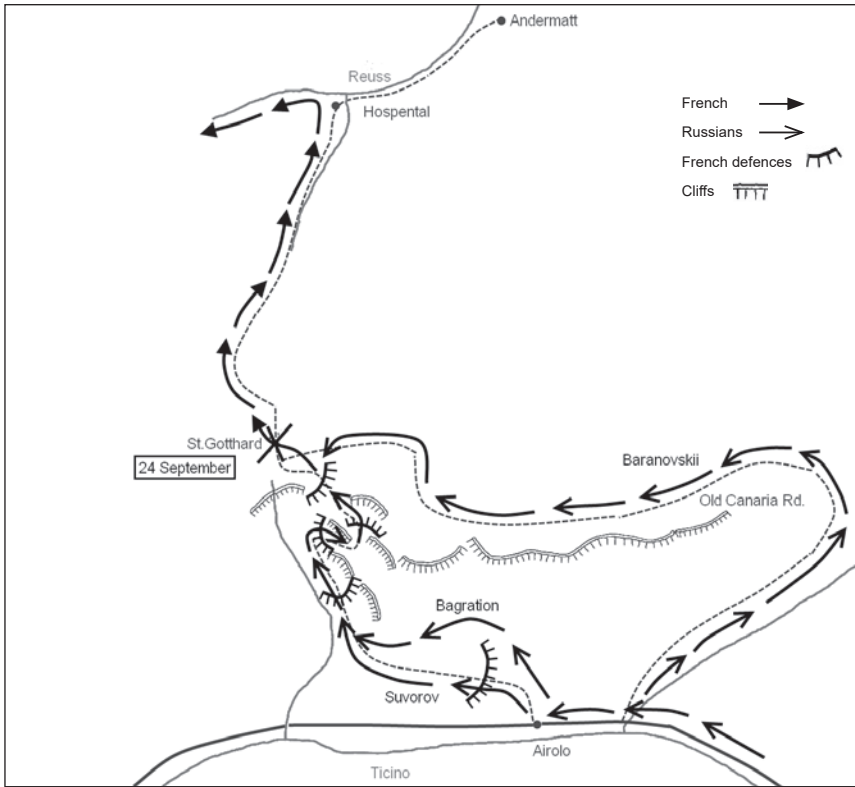 Andermatt
Reuss
Hospental
French
Russians
French defences
Cliffs
St.Gotthard
24 September
Baranovskii
Old Canaria Rd.
Bagration
Suvorov
Airolo
Ticino